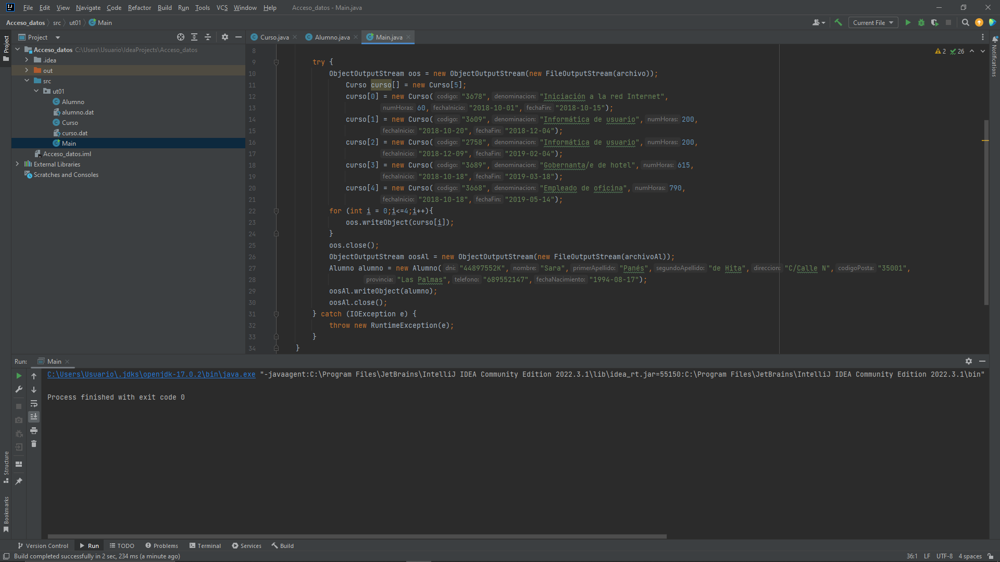 File Edit View Navigate Code Refactor Build Run Tools VCS Window Help Acceso_datos - Main.java
Acceso_datos src ut01 Main
Current File
Project
Curso.java Alumno.java Main.java
Acceso_datos C:\Users\Usuario\IdeaProjects\Acceso_datos
.idea
out
src
ut01
Alumno
alumno.dat
Curso
curso.dat
Main
Acceso_datos.iml
External Libraries
Scratches and Consoles
Project
Structure
Bookmarks
Notifications
2 26
8
9 try {
10 ObjectOutputStream oos = new ObjectOutputStream(new FileOutputStream(archivo));
11 Curso curso[] = new Curso[5];
12 curso[0] = new Curso( codigo: "3678", denominacion: "Iniciación a la red Internet",
13 numHoras: 60, fechaInicio: "2018-10-01", fechaFin: "2018-10-15");
14 curso[1] = new Curso( codigo: "3609", denominacion: "Informática de usuario", numHoras: 200,
15 fechaInicio: "2018-10-20", fechaFin: "2018-12-04");
16 curso[2] = new Curso( codigo: "2758", denominacion: "Informática de usuario", numHoras: 200,
17 fechaInicio: "2018-12-09", fechaFin: "2019-02-04");
18 curso[3] = new Curso( codigo: "3689", denominacion: "Gobernanta/e de hotel", numHoras: 615,
19 fechaInicio: "2018-10-18", fechaFin: "2019-03-18");
20 curso[4] = new Curso( codigo: "3668", denominacion: "Empleado de oficina", numHoras: 790,
21 fechaInicio: "2018-10-18", fechaFin: "2019-05-14");
22 for (int i = 0;i<=4;i++){
23 oos.writeObject(curso[i]);
24 }
25 oos.close();
26 ObjectOutputStream oosAl = new ObjectOutputStream(new FileOutputStream(archivoAl));
27 Alumno alumno = new Alumno( dni: "44897552K", nombre: "Sara", primerApellido: "Panés", segundoApellido: "de Hita", direccion: "C/Calle N", codigoPosta: "35001",
28 provincia: "Las Palmas", telefono: "689552147", fechaNacimiento: "1994-08-17");
29 oosAl.writeObject(alumno);
30 oosAl.close();
31 } catch (IOException e) {
32 throw new RuntimeException(e);
33 }
34 }
Run: Main
C:\Users\Usuario\.jdks\openjdk-17.0.2\bin\java.exe "-javaagent:C:\Program Files\JetBrains\IntelliJ IDEA Community Edition 2022.3.1\lib\idea_rt.jar=55150:C:\Program Files\JetBrains\IntelliJ IDEA Community Edition 2022.3.1\bin"
Process finished with exit code 0
Version Control Run TODO Problems Terminal Services Build
Build completed successfully in 2 sec, 234 ms (a minute ago) 36:1 LF UTF-8 4 spaces